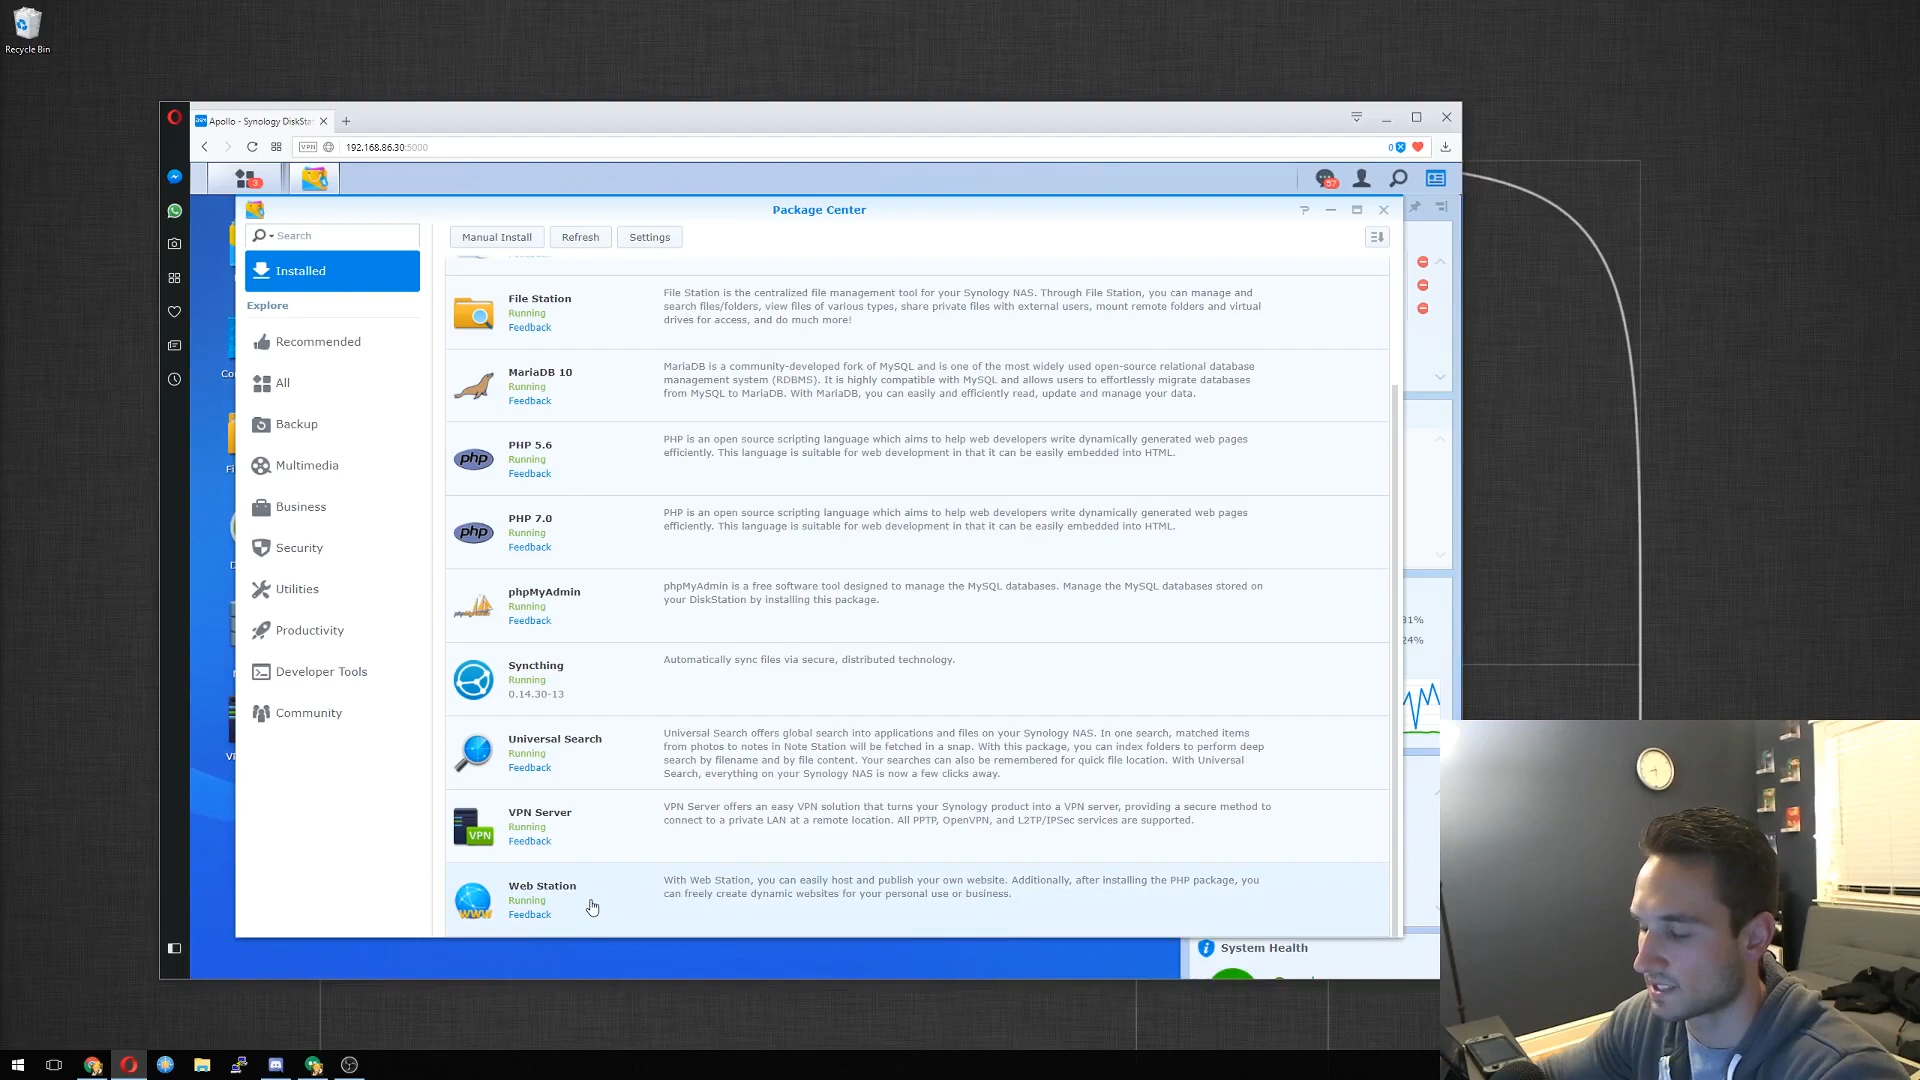 Recycle Bin
Apollo - Synology DiskSta
VPN
192.168.86.30:5000
0
3
57
Package Center
Search
Manual Install
Refresh
Settings
Installed
Explore
Recommended
All
Backup
Multimedia
Business
Security
Utilities
Productivity
Developer Tools
Community
File Station
Running
Feedback
File Station is the centralized file management tool for your Synology NAS. Through File Station, you can manage and
search files/folders, view files of various types, share private files with external users, mount remote folders and virtual
drives for access, and do much more!
MariaDB 10
Running
Feedback
MariaDB is a community-developed fork of MySQL and is one of the most widely used open-source relational database
management system (RDBMS). It is highly compatible with MySQL and allows users to effortlessly migrate databases
from MySQL to MariaDB. With MariaDB, you can easily and efficiently read, update and manage your data.
php
PHP 5.6
Running
Feedback
PHP is an open source scripting language which aims to help web developers write dynamically generated web pages
efficiently. This language is suitable for web development in that it can be easily embedded into HTML.
php
PHP 7.0
Running
Feedback
PHP is an open source scripting language which aims to help web developers write dynamically generated web pages
efficiently. This language is suitable for web development in that it can be easily embedded into HTML.
phpMyAdmin
Running
Feedback
phpMyAdmin is a free software tool designed to manage the MySQL databases. Manage the MySQL databases stored on
your DiskStation by installing this package.
Syncthing
Running
0.14.30-13
Automatically sync files via secure, distributed technology.
Universal Search
Running
Feedback
Universal Search offers global search into applications and files on your Synology NAS. In one search, matched items
from photos to notes in Note Station will be fetched in a snap. With this package, you can index folders to perform deep
search by filename and by file content. Your searches can also be remembered for quick file location. With Universal
Search, everything on your Synology NAS is now a few clicks away.
VPN
VPN Server
Running
Feedback
VPN Server offers an easy VPN solution that turns your Synology product into a VPN server, providing a secure method to
connect to a private LAN at a remote location. All PPTP, OpenVPN, and L2TP/IPSec services are supported.
WWW
Web Station
Running
Feedback
With Web Station, you can easily host and publish your own website. Additionally, after installing the PHP package, you
can freely create dynamic websites for your personal use or business.
31%
24%
System Health